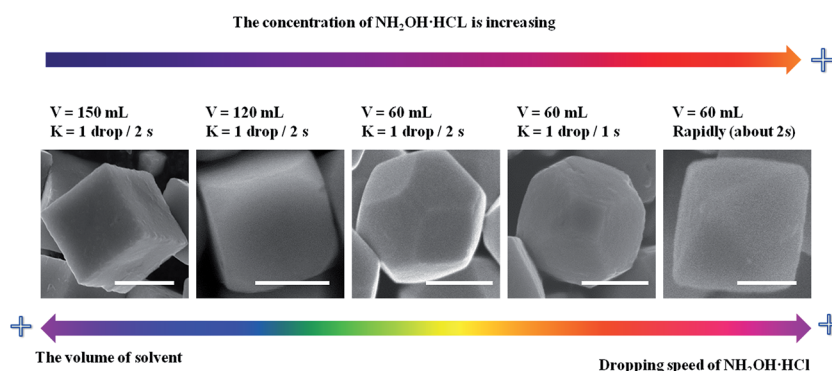 The concentration of NH₂OH·HCL is increasing
+
V = 150 mL
K = 1 drop / 2 s
V = 120 mL
K = 1 drop / 2 s
V = 60 mL
K = 1 drop / 2 s
V = 60 mL
K = 1 drop / 1 s
V = 60 mL
Rapidly (about 2s)
+
+
The volume of solvent
Dropping speed of NH₂OH·HCl